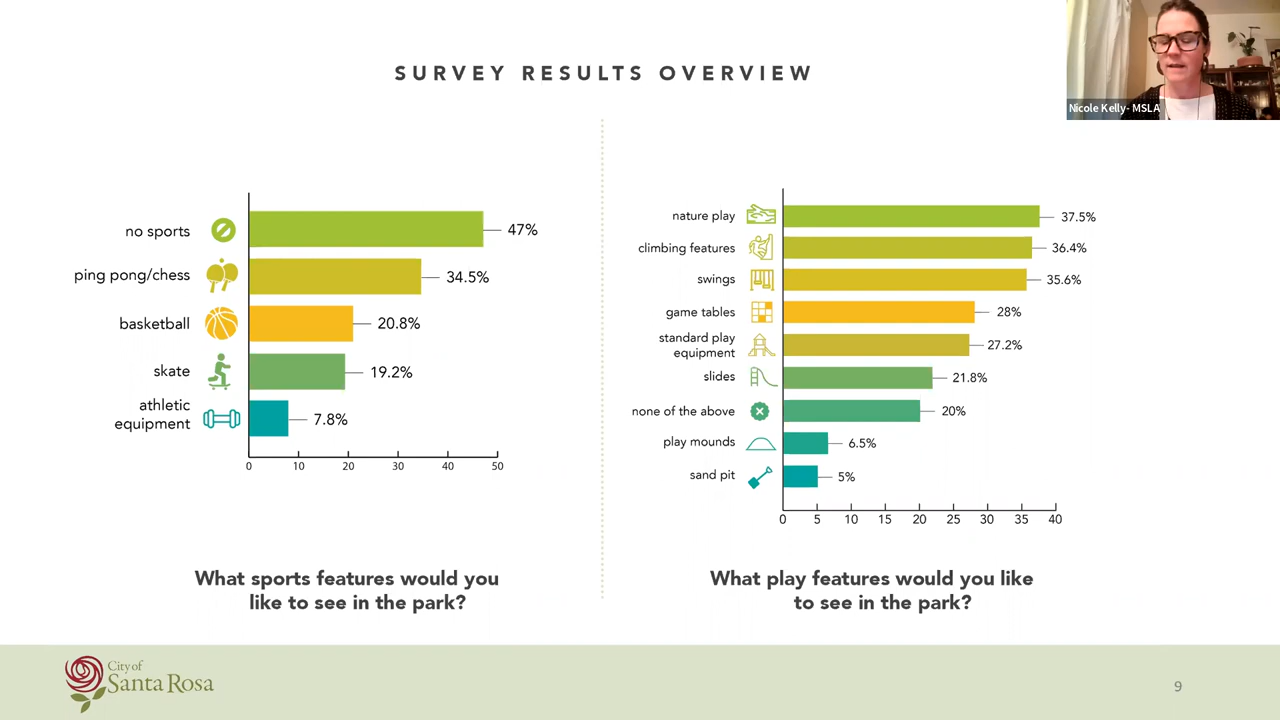 Nicole Kelly- MSLA
SURVEY RESULTS OVERVIEW
no sports
47%
ping pong/chess
34.5%
basketball
20.8%
skate
19.2%
athletic
equipment
7.8%
0 10 20 30 40 50
What sports features would you
like to see in the park?
nature play
37.5%
climbing features
36.4%
swings
35.6%
game tables
28%
standard play
equipment
27.2%
slides
21.8%
none of the above
20%
play mounds
6.5%
sand pit
5%
0 5 10 15 20 25 30 35 40
What play features would you like
to see in the park?
City of
Santa Rosa
9